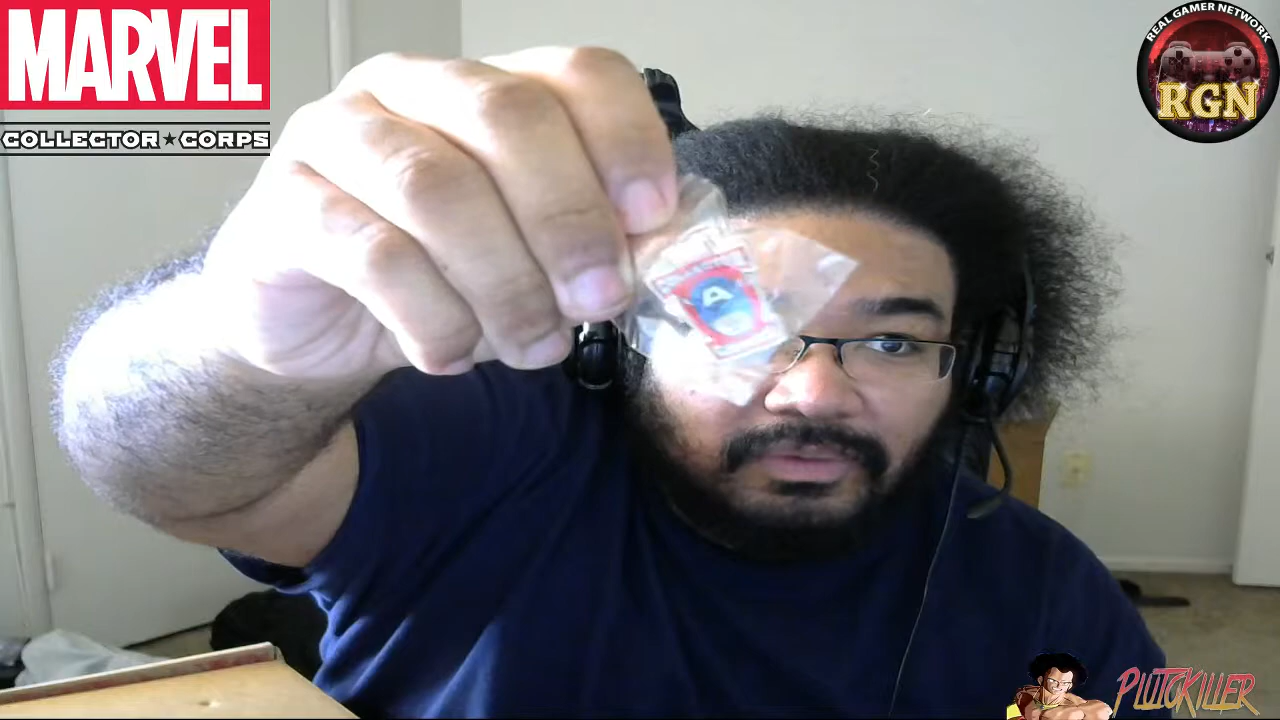 MARVEL
COLLECTOR★CORPS
REAL GAMER NETWORK
RGN
A
PLUTOKILLER